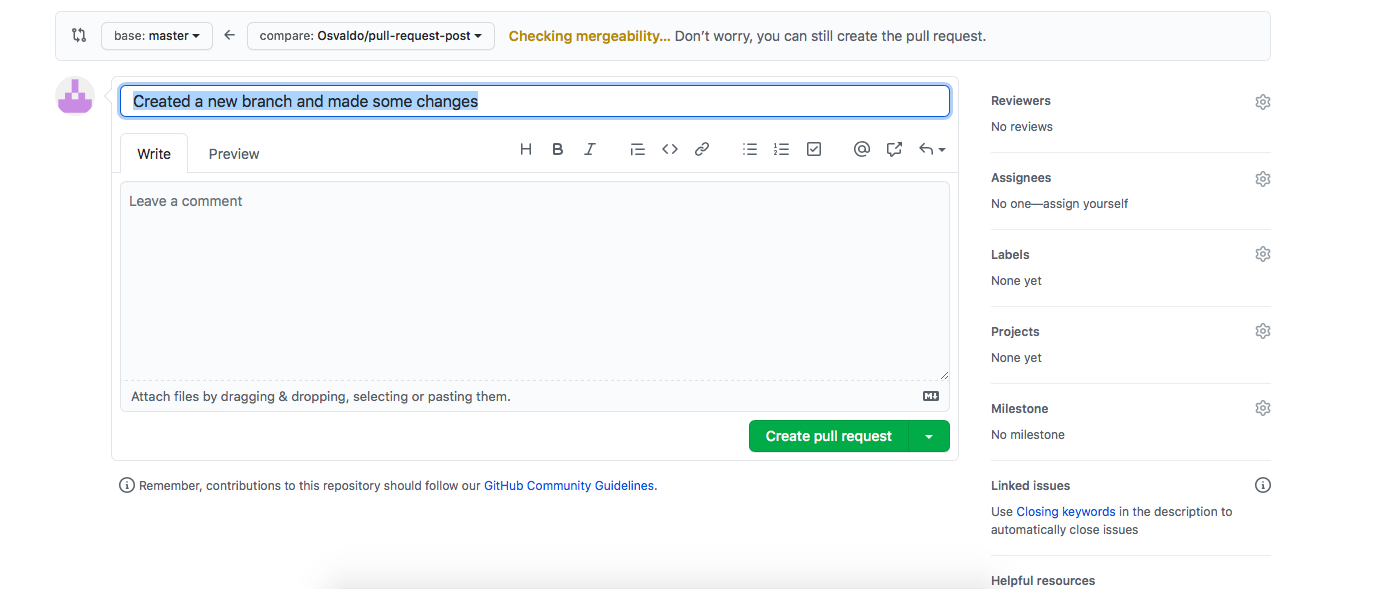 base: master
compare: Osvaldo/pull-request-post
Checking mergeability... Don’t worry, you can still create the pull request.
Created a new branch and made some changes
Write
Preview
H B I
Leave a comment
Attach files by dragging & dropping, selecting or pasting them.
Create pull request
Remember, contributions to this repository should follow our GitHub Community Guidelines.
Reviewers
No reviews
Assignees
No one—assign yourself
Labels
None yet
Projects
None yet
Milestone
No milestone
Linked issues
Use Closing keywords in the description to
automatically close issues
Helpful resources